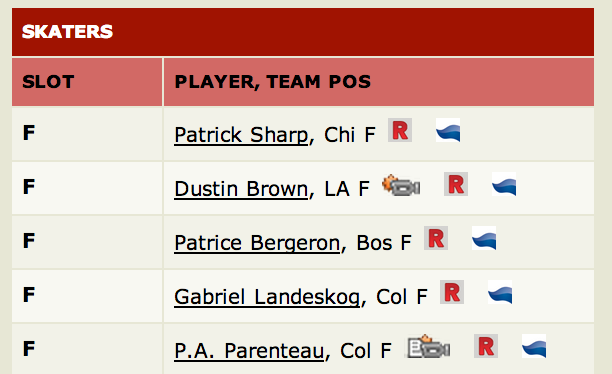 SKATERS
SLOT PLAYER, TEAM POS
F Patrick Sharp, Chi F R
F Dustin Brown, LA F R
F Patrice Bergeron, Bos F R
F Gabriel Landeskog, Col F R
F P.A. Parenteau, Col F R